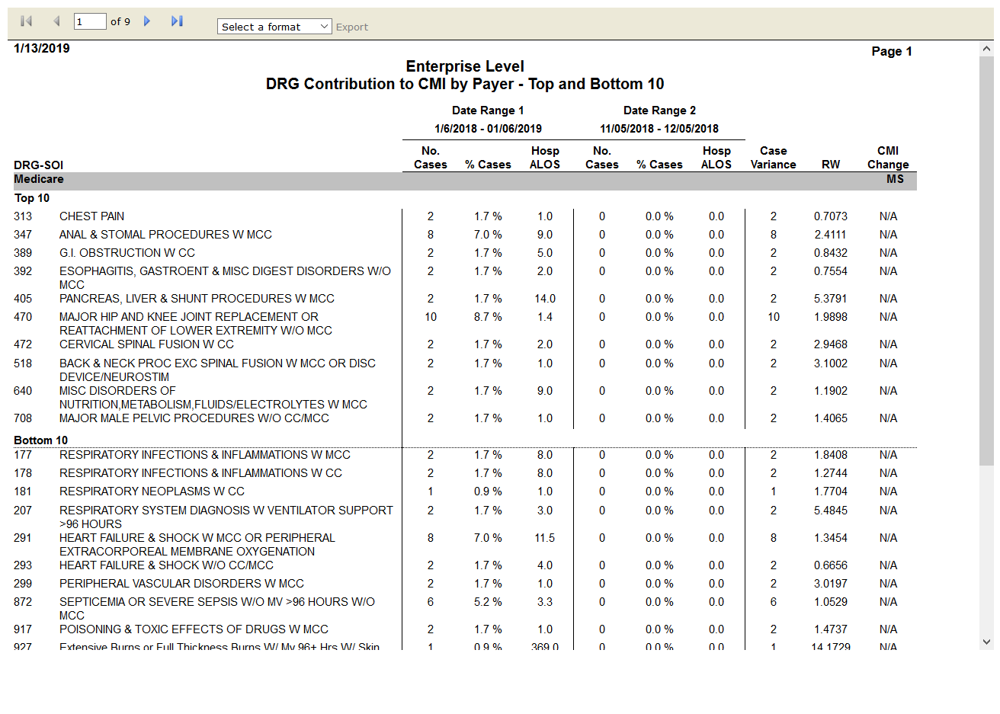 1 of 9 Select a format Export
1/13/2019
Page 1
Enterprise Level
DRG Contribution to CMI by Payer - Top and Bottom 10
Date Range 1 Date Range 2
1/6/2018 - 01/06/2019 11/05/2018 - 12/05/2018
No. Hosp No. Hosp Case CMI
DRG-SOI Cases % Cases ALOS Cases % Cases ALOS Variance RW Change
Medicare MS
Top 10
313 CHEST PAIN 2 1.7 % 1.0 0 0.0 % 0.0 2 0.7073 N/A
347 ANAL & STOMAL PROCEDURES W MCC 8 7.0 % 9.0 0 0.0 % 0.0 8 2.4111 N/A
389 G.I. OBSTRUCTION W CC 2 1.7 % 5.0 0 0.0 % 0.0 2 0.8432 N/A
392 ESOPHAGITIS, GASTROENT & MISC DIGEST DISORDERS W/O 2 1.7 % 2.0 0 0.0 % 0.0 2 0.7554 N/A
MCC
405 PANCREAS, LIVER & SHUNT PROCEDURES W MCC 2 1.7 % 14.0 0 0.0 % 0.0 2 5.3791 N/A
470 MAJOR HIP AND KNEE JOINT REPLACEMENT OR 10 8.7 % 1.4 0 0.0 % 0.0 10 1.9898 N/A
REATTACHMENT OF LOWER EXTREMITY W/O MCC
472 CERVICAL SPINAL FUSION W CC 2 1.7 % 2.0 0 0.0 % 0.0 2 2.9468 N/A
518 BACK & NECK PROC EXC SPINAL FUSION W MCC OR DISC 2 1.7 % 1.0 0 0.0 % 0.0 2 3.1002 N/A
DEVICE/NEUROSTIM
640 MISC DISORDERS OF 2 1.7 % 9.0 0 0.0 % 0.0 2 1.1902 N/A
NUTRITION,METABOLISM,FLUIDS/ELECTROLYTES W MCC
708 MAJOR MALE PELVIC PROCEDURES W/O CC/MCC 2 1.7 % 1.0 0 0.0 % 0.0 2 1.4065 N/A
Bottom 10
177 RESPIRATORY INFECTIONS & INFLAMMATIONS W MCC 2 1.7 % 8.0 0 0.0 % 0.0 2 1.8408 N/A
178 RESPIRATORY INFECTIONS & INFLAMMATIONS W CC 2 1.7 % 8.0 0 0.0 % 0.0 2 1.2744 N/A
181 RESPIRATORY NEOPLASMS W CC 1 0.9 % 1.0 0 0.0 % 0.0 1 1.7704 N/A
207 RESPIRATORY SYSTEM DIAGNOSIS W VENTILATOR SUPPORT 2 1.7 % 3.0 0 0.0 % 0.0 2 5.4845 N/A
>96 HOURS
291 HEART FAILURE & SHOCK W MCC OR PERIPHERAL 8 7.0 % 11.5 0 0.0 % 0.0 8 1.3454 N/A
EXTRACORPOREAL MEMBRANE OXYGENATION
293 HEART FAILURE & SHOCK W/O CC/MCC 2 1.7 % 4.0 0 0.0 % 0.0 2 0.6656 N/A
299 PERIPHERAL VASCULAR DISORDERS W MCC 2 1.7 % 1.0 0 0.0 % 0.0 2 3.0197 N/A
872 SEPTICEMIA OR SEVERE SEPSIS W/O MV >96 HOURS W/O 6 5.2 % 3.3 0 0.0 % 0.0 6 1.0529 N/A
MCC
917 POISONING & TOXIC EFFECTS OF DRUGS W MCC 2 1.7 % 1.0 0 0.0 % 0.0 2 1.4737 N/A
927 Extensive Burns or Full Thickness Burns W/ Mv 96+ Hrs W/ Skin 1 0.9 % 369.0 0 0.0 % 0.0 1 14.1729 N/A